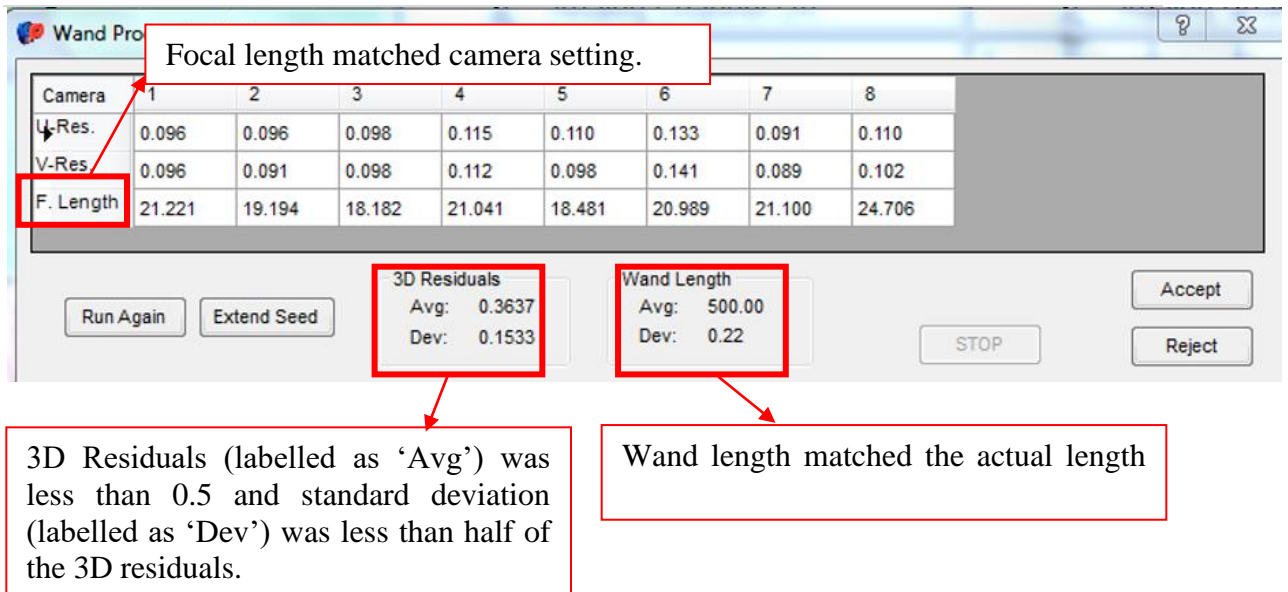 Wand Pro
Focal length matched camera setting.
Camera 1 2 3 4 5 6 7 8
U-Res. 0.096 0.096 0.098 0.115 0.110 0.133 0.091 0.110
V-Res. 0.096 0.091 0.098 0.112 0.098 0.141 0.089 0.102
F. Length 21.221 19.194 18.182 21.041 18.481 20.989 21.100 24.706
Run Again
Extend Seed
3D Residuals
Avg: 0.3637
Dev: 0.1533
Wand Length
Avg: 500.00
Dev: 0.22
STOP
Accept
Reject
3D Residuals (labelled as ‘Avg’) was
less than 0.5 and standard deviation
(labelled as ‘Dev’) was less than half of
the 3D residuals.
Wand length matched the actual length